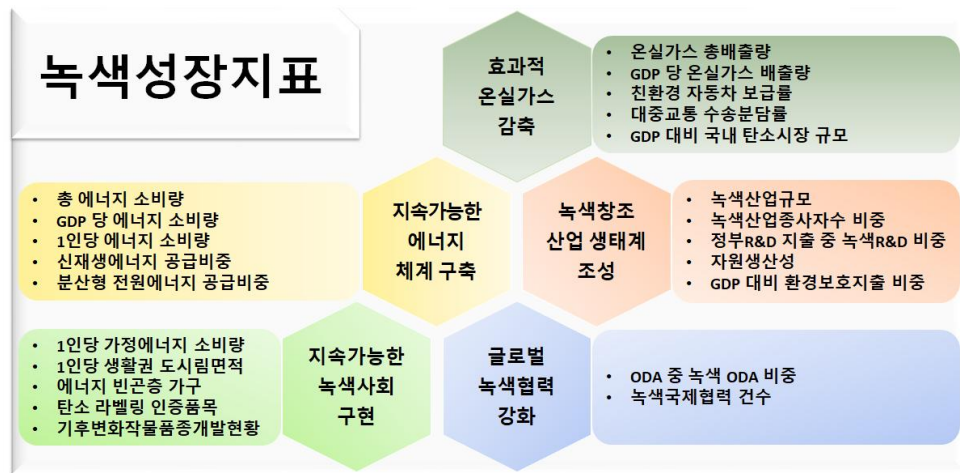 녹색성장지표
효과적
온실가스
감축
• 온실가스 총배출량
• GDP 당 온실가스 배출량
• 친환경 자동차 보급률
• 대중교통 수송분담률
• GDP 대비 국내 탄소시장 규모
• 총 에너지 소비량
• GDP 당 에너지 소비량
• 1인당 에너지 소비량
• 신재생에너지 공급비중
• 분산형 전원에너지 공급비중
지속가능한
에너지
체계 구축
녹색창조
산업 생태계
조성
• 녹색산업규모
• 녹색산업종사자수 비중
• 정부R&D 지출 중 녹색R&D 비중
• 자원생산성
• GDP 대비 환경보호지출 비중
• 1인당 가정에너지 소비량
• 1인당 생활권 도시림면적
• 에너지 빈곤층 가구
• 탄소 라벨링 인증품목
• 기후변화작물품종개발현황
지속가능한
녹색사회
구현
글로벌
녹색협력
강화
• ODA 중 녹색 ODA 비중
• 녹색국제협력 건수